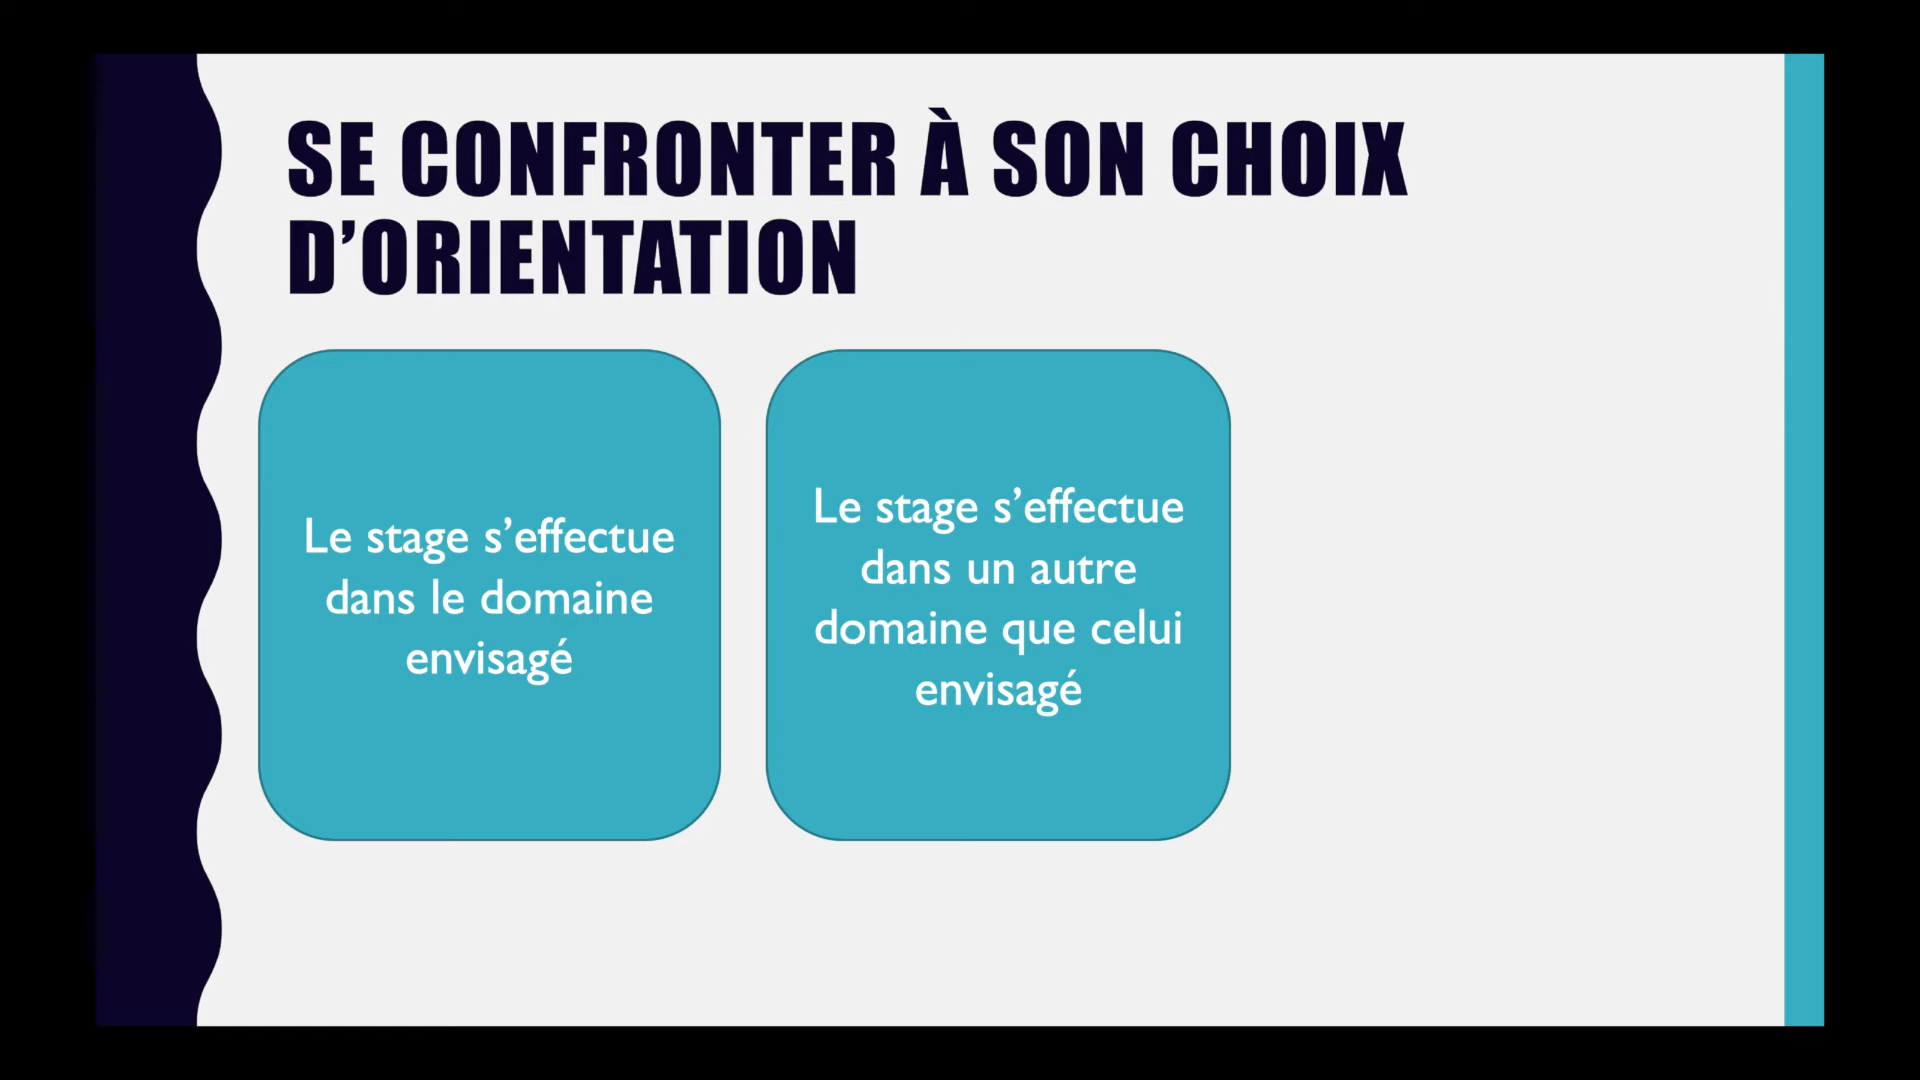 SE CONFRONTER À SON CHOIX
D’ORIENTATION
Le stage s’effectue
dans le domaine
envisagé
Le stage s’effectue
dans un autre
domaine que celui
envisagé